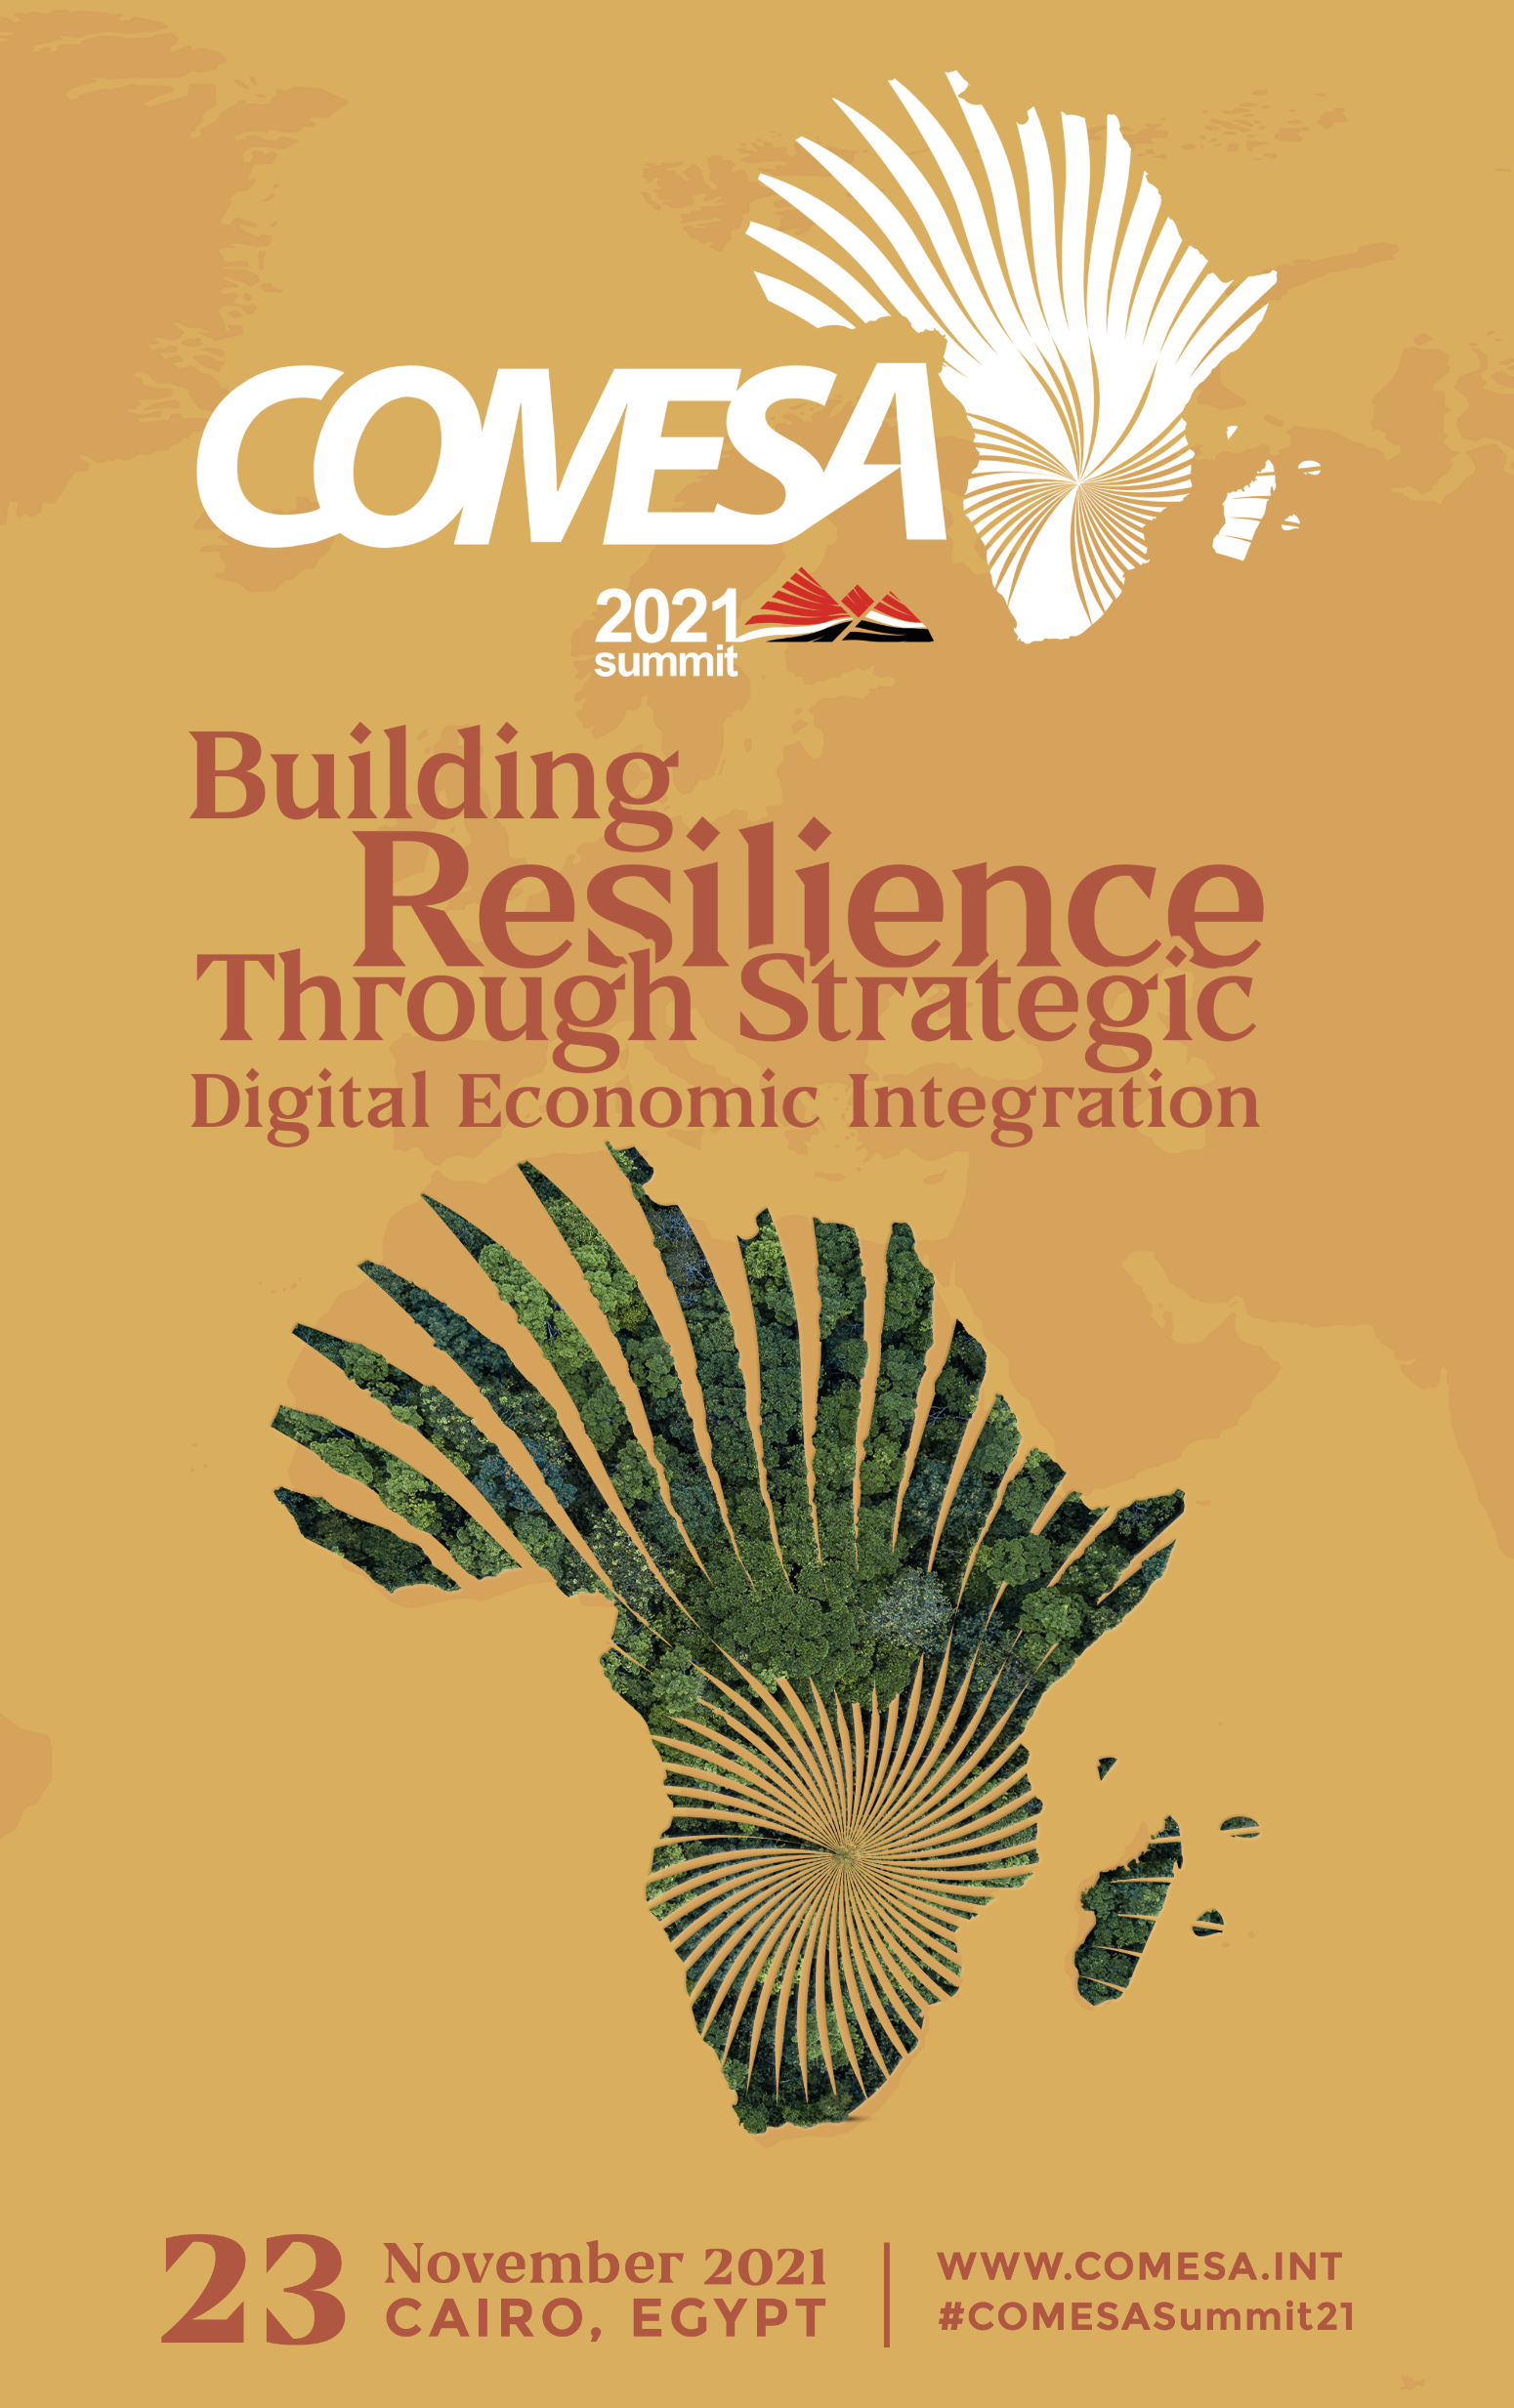 COMESA
2021
summit
Building
Resilience
Through Strategic
Digital Economic Integration
23 November 2021
CAIRO, EGYPT
WWW.COMESA.INT
#COMESASummit21